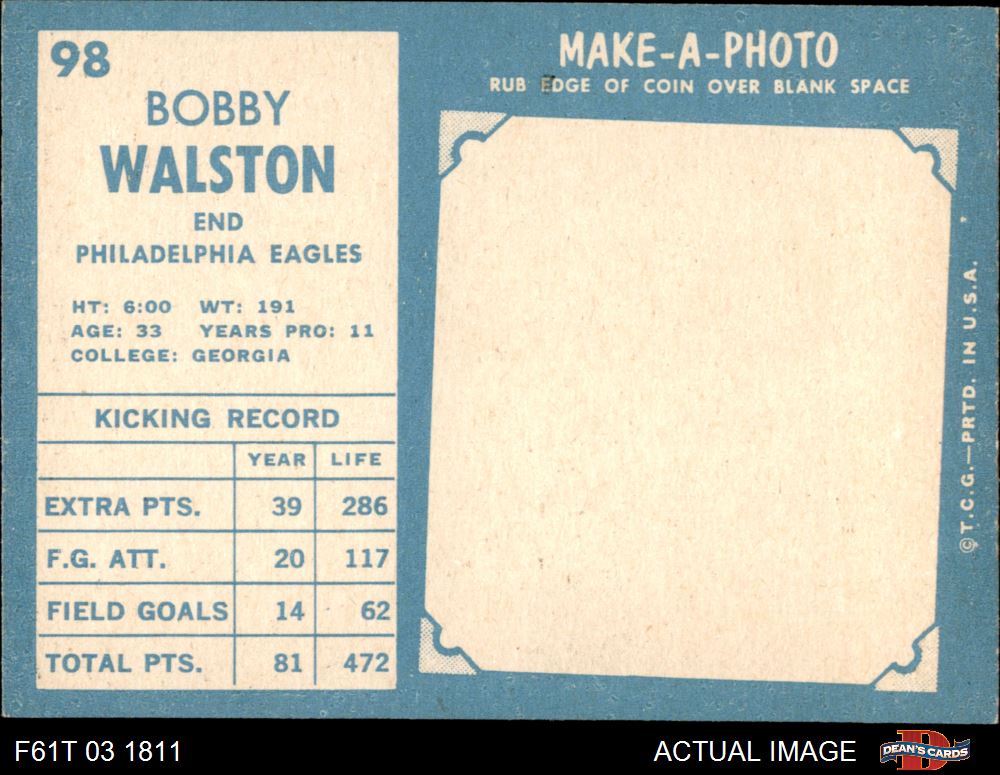 98
BOBBY
WALSTON
END
PHILADELPHIA EAGLES
HT: 6:00 WT: 191
AGE: 33 YEARS PRO: 11
COLLEGE: GEORGIA
KICKING RECORD
YEAR LIFE
EXTRA PTS. 39 286
F.G. ATT. 20 117
FIELD GOALS 14 62
TOTAL PTS. 81 472
MAKE-A-PHOTO
RUB EDGE OF COIN OVER BLANK SPACE
©T.C.G.—PRTD. IN U.S.A.
F61T 03 1811
ACTUAL IMAGE
D
DEAN'S CARDS